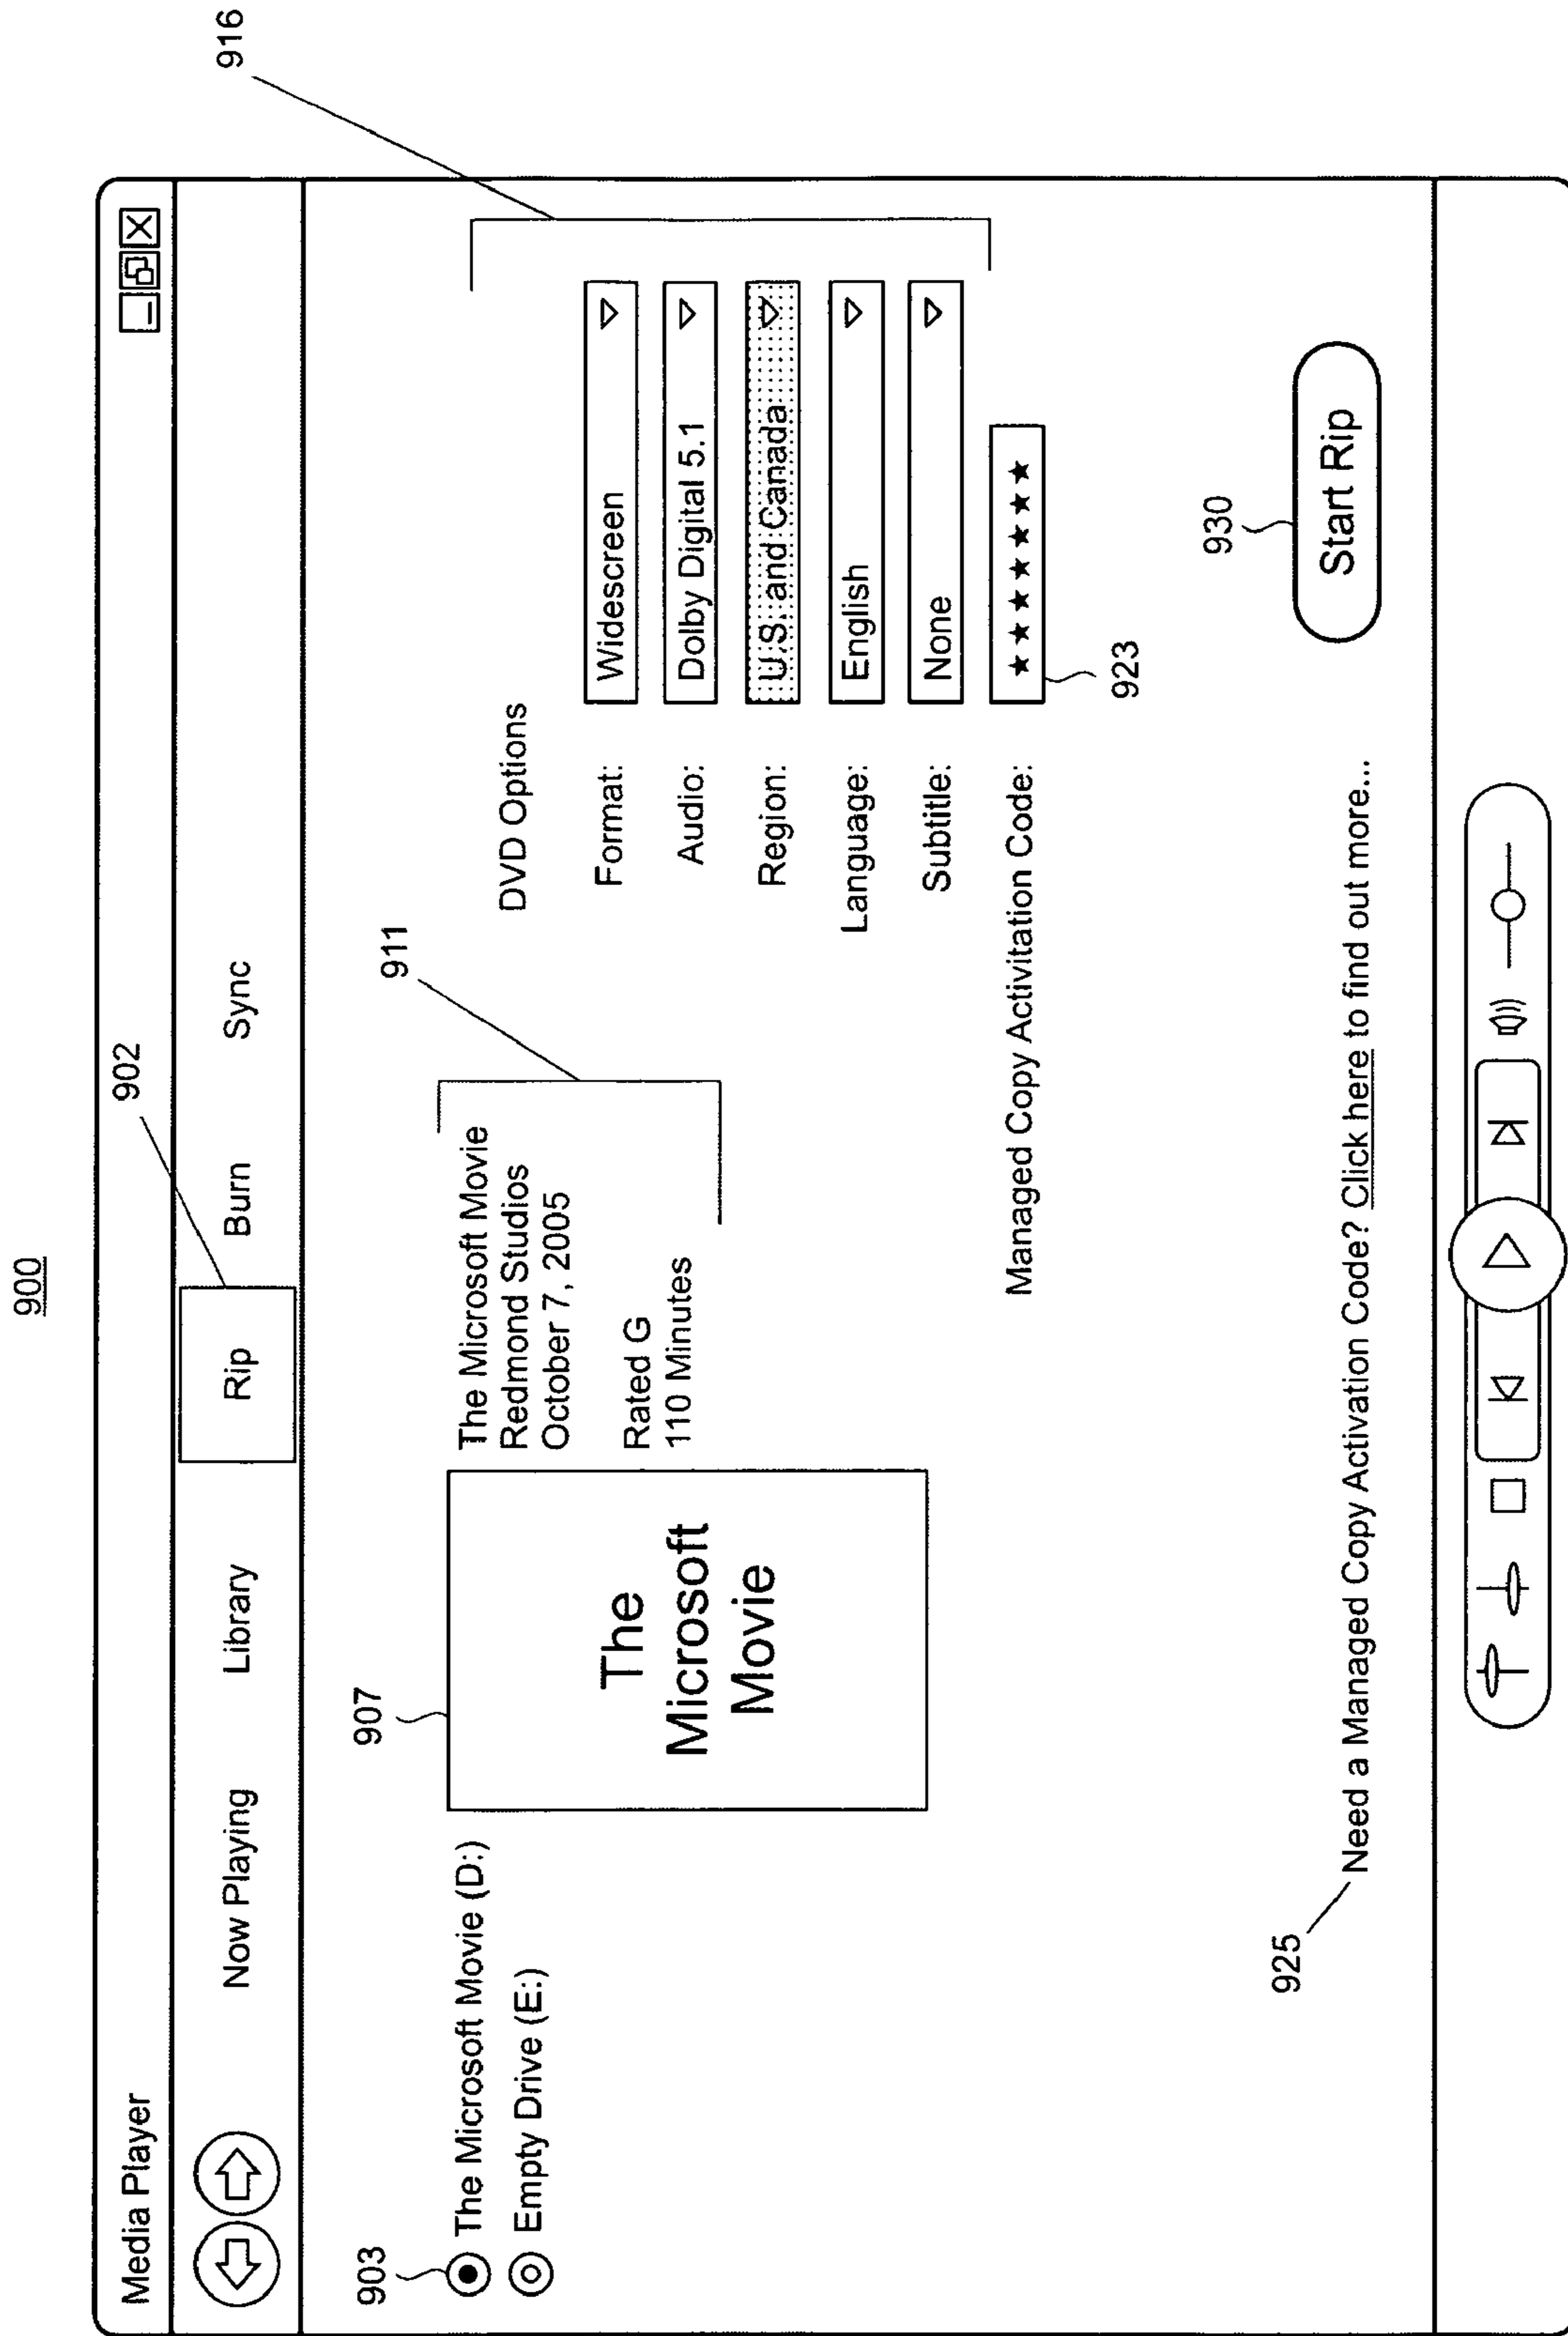 900
Media Player
902
916
Now Playing
Library
Rip
Burn
Sync
903
The Microsoft Movie (D:)
Empty Drive (E:)
907
The
Microsoft
Movie
911
The Microsoft Movie
Redmond Studios
October 7, 2005
Rated G
110 Minutes
DVD Options
Format: Widescreen
Audio: Dolby Digital 5.1
Region: U.S. and Canada
Language: English
Subtitle: None
Managed Copy Activitation Code: ★★★★★★★
923
925
Need a Managed Copy Activation Code? Click here to find out more...
930
Start Rip